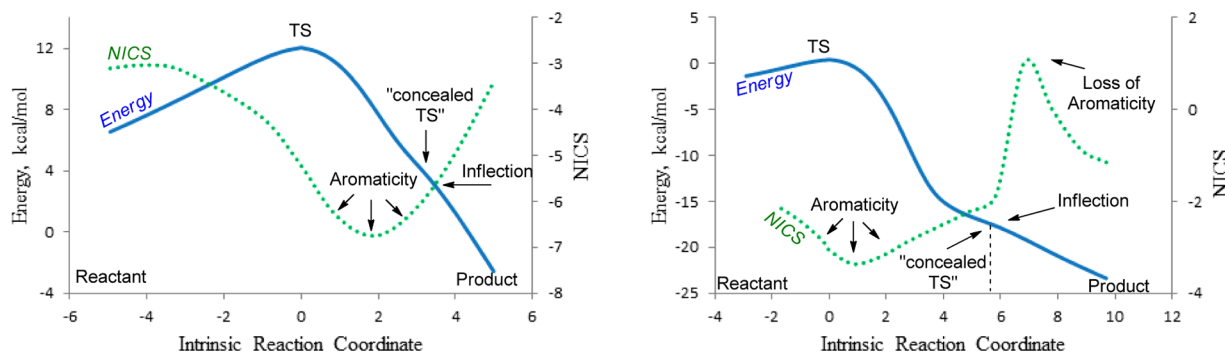 TS
NICS
Energy
"concealed
TS"
Aromaticity
Inflection
Reactant
Product
12
8
4
0
-4
-2
-3
-4
-5
-6
-7
-8
-6
-4
-2
0
2
4
6
Energy, kcal/mol
NICS
Intrinsic Reaction Coordinate
TS
Energy
Loss of
Aromaticity
Aromaticity
NICS
Inflection
"concealed
TS"
Reactant
Product
5
0
-5
-10
-15
-20
-25
2
0
-2
-4
-4
-2
0
2
4
6
8
10
12
Energy, kcal/mol
NICS
Intrinsic Reaction Coordinate